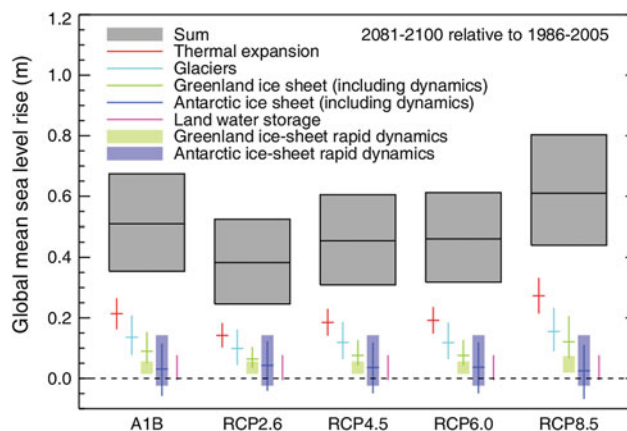 2081-2100 relative to 1986-2005
Sum
Thermal expansion
Glaciers
Greenland ice sheet (including dynamics)
Antarctic ice sheet (including dynamics)
Land water storage
Greenland ice-sheet rapid dynamics
Antarctic ice-sheet rapid dynamics
Global mean sea level rise (m)
1.2
1.0
0.8
0.6
0.4
0.2
0.0
A1B RCP2.6 RCP4.5 RCP6.0 RCP8.5